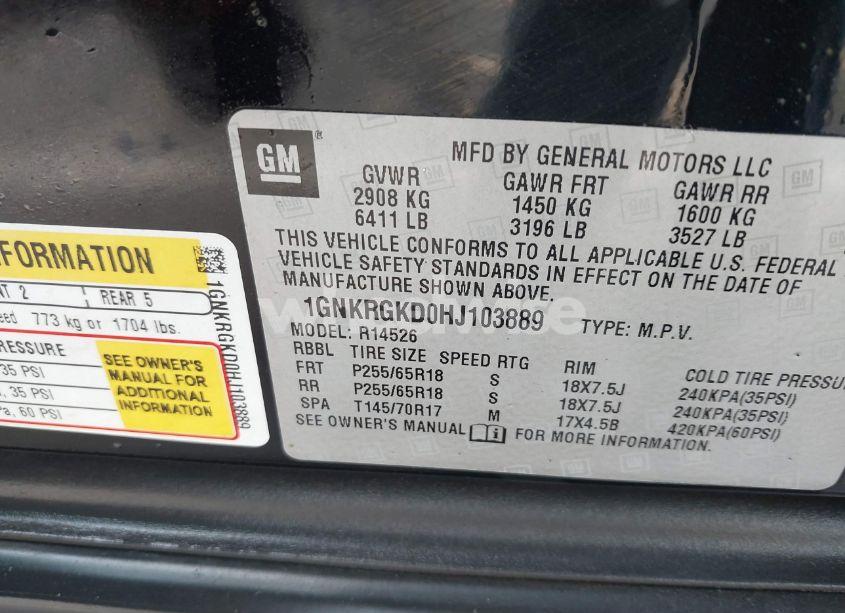 GM
®
MFD BY GENERAL MOTORS LLC
GVWR GAWR FRT GAWR RR
2908 KG 1450 KG 1600 KG
6411 LB 3196 LB 3527 LB
THIS VEHICLE CONFORMS TO ALL APPLICABLE U.S. FEDERAL
VEHICLE SAFETY STANDARDS IN EFFECT ON THE DATE OF
MANUFACTURE SHOWN ABOVE.
1GNKRGKD0HJ103889 TYPE: M.P.V.
MODEL: R14526
RBBL TIRE SIZE SPEED RTG RIM COLD TIRE PRESSU
FRT P255/65R18 S 18X7.5J 240KPA(35PSI)
RR P255/65R18 S 18X7.5J 240KPA(35PSI)
SPA T145/70R17 M 17X4.5B 420KPA(60PSI)
SEE OWNER'S MANUAL FOR MORE INFORMATION.
FORMATION
NT 2 REAR 5
eed 773 kg or 1704 lbs.
PRESSURE
35 PSI
, 35 PSI
a, 60 PSI
SEE OWNER'S
MANUAL FOR
ADDITIONAL
INFORMATION
1GNKRGKD0HJ103889